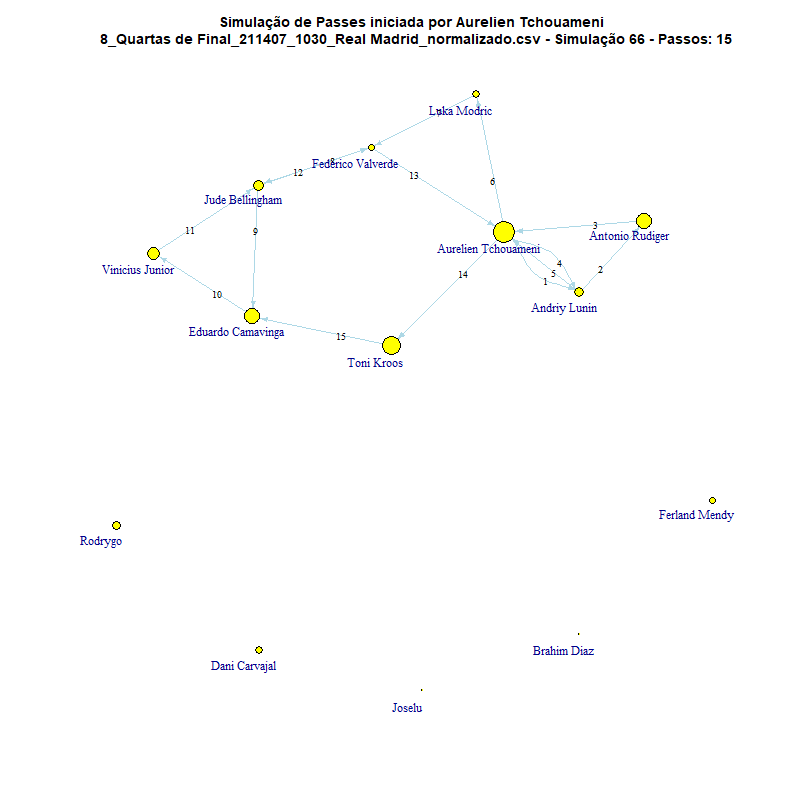 Simulação de Passes iniciada por Aurelien Tchouameni
8_Quartas de Final_211407_1030_Real Madrid_normalizado.csv - Simulação 66 - Passos: 15
Luka Modric
Federico Valverde
12
8
13
6
Jude Bellingham
11
9
3
Antonio Rudiger
Aurelien Tchouameni
4
2
5
1
Vinicius Junior
14
10
Andriy Lunin
Eduardo Camavinga
15
Toni Kroos
Ferland Mendy
Rodrygo
Brahim Diaz
Dani Carvajal
Joselu